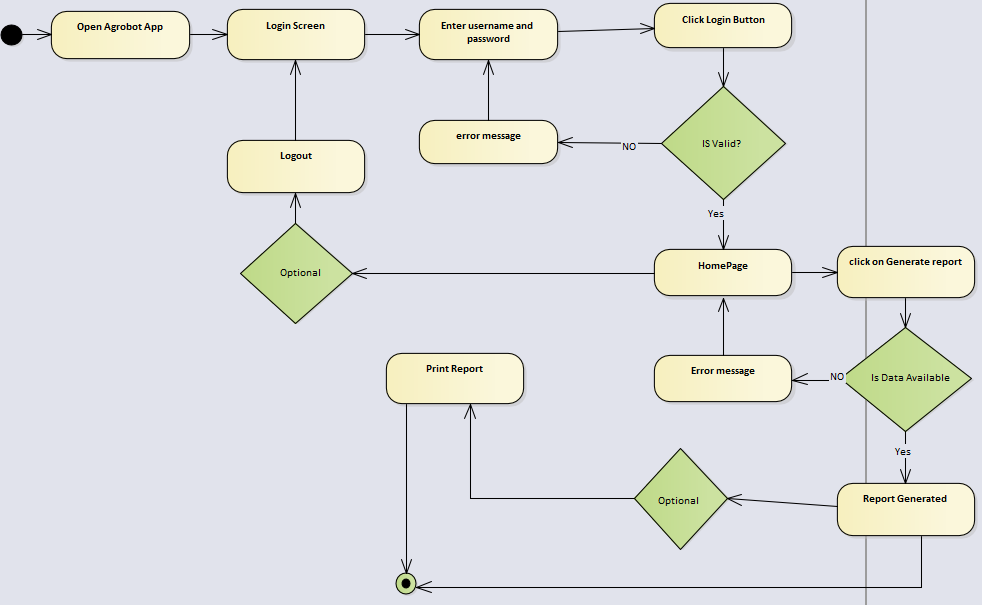 Open Agrobot App
Login Screen
Enter username and
password
Click Login Button
error message
NO
IS Valid?
Logout
Yes
Optional
HomePage
click on Generate report
Print Report
Error message
NO
Is Data Available
Yes
Optional
Report Generated